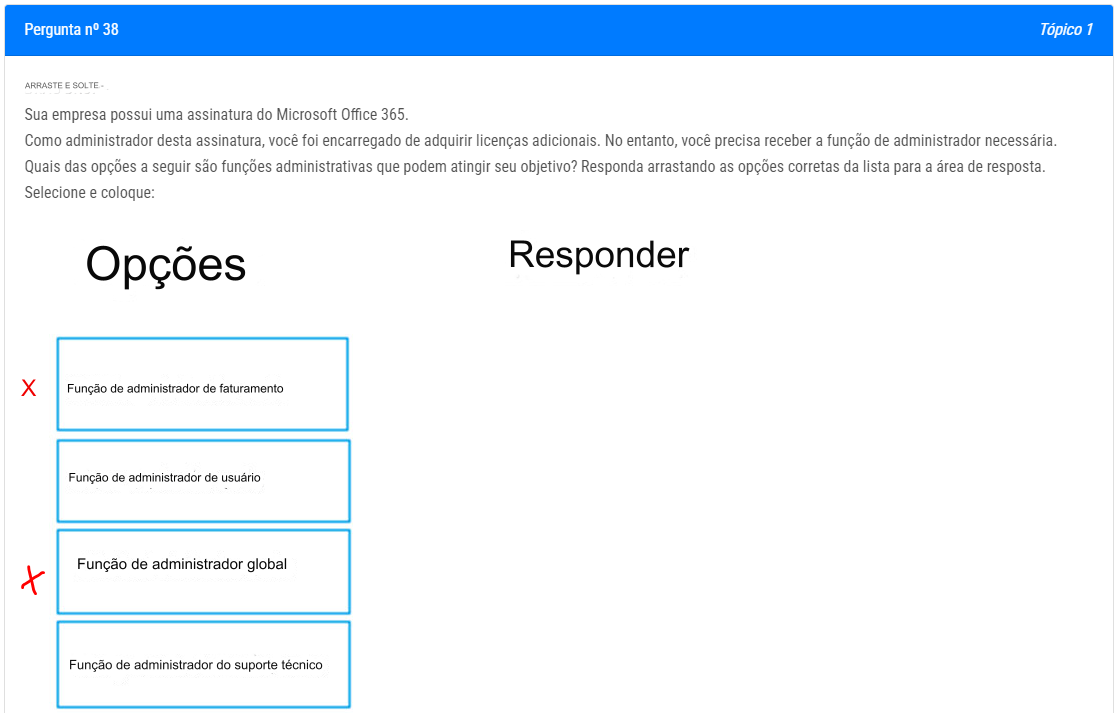 Pergunta nº 38
Tópico 1
ARRASTE E SOLTE -
Sua empresa possui uma assinatura do Microsoft Office 365.
Como administrador desta assinatura, você foi encarregado de adquirir licenças adicionais. No entanto, você precisa receber a função de administrador necessária.
Quais das opções a seguir são funções administrativas que podem atingir seu objetivo? Responda arrastando as opções corretas da lista para a área de resposta.
Selecione e coloque:
Opções
Responder
X Função de administrador de faturamento
Função de administrador de usuário
X Função de administrador global
Função de administrador do suporte técnico